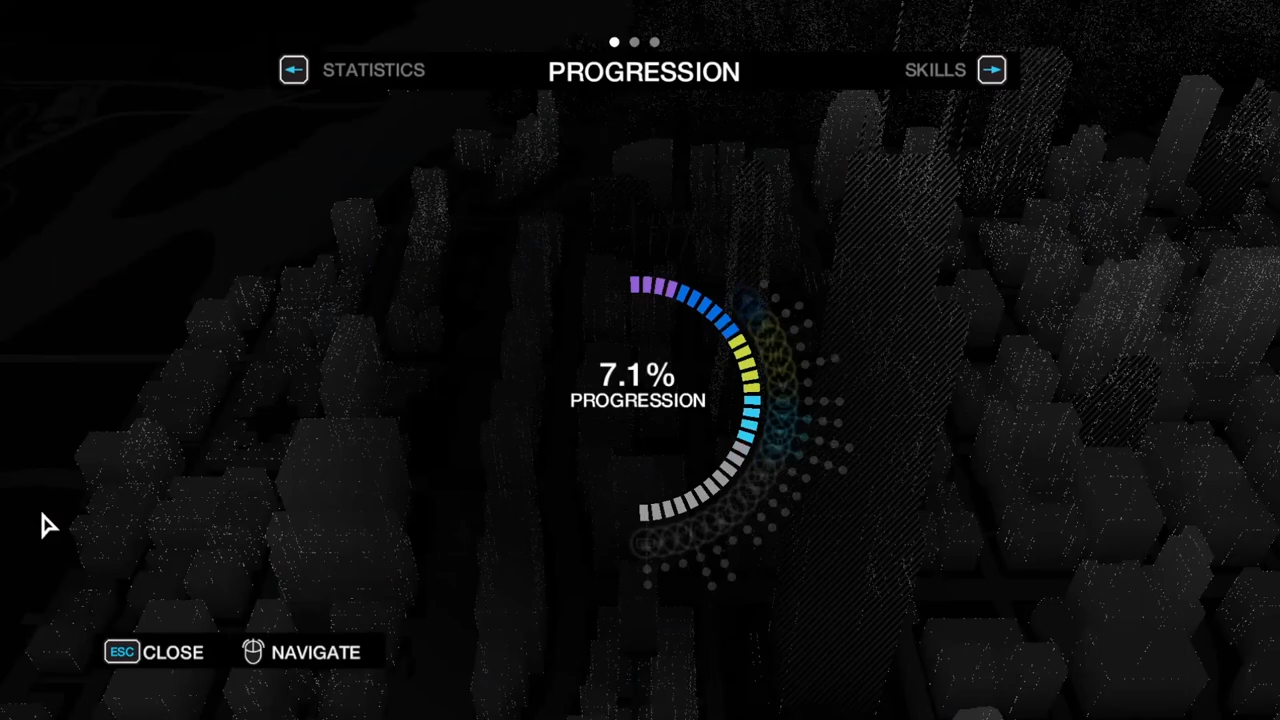 STATISTICS
PROGRESSION
SKILLS
7.1%
PROGRESSION
ESC CLOSE
NAVIGATE